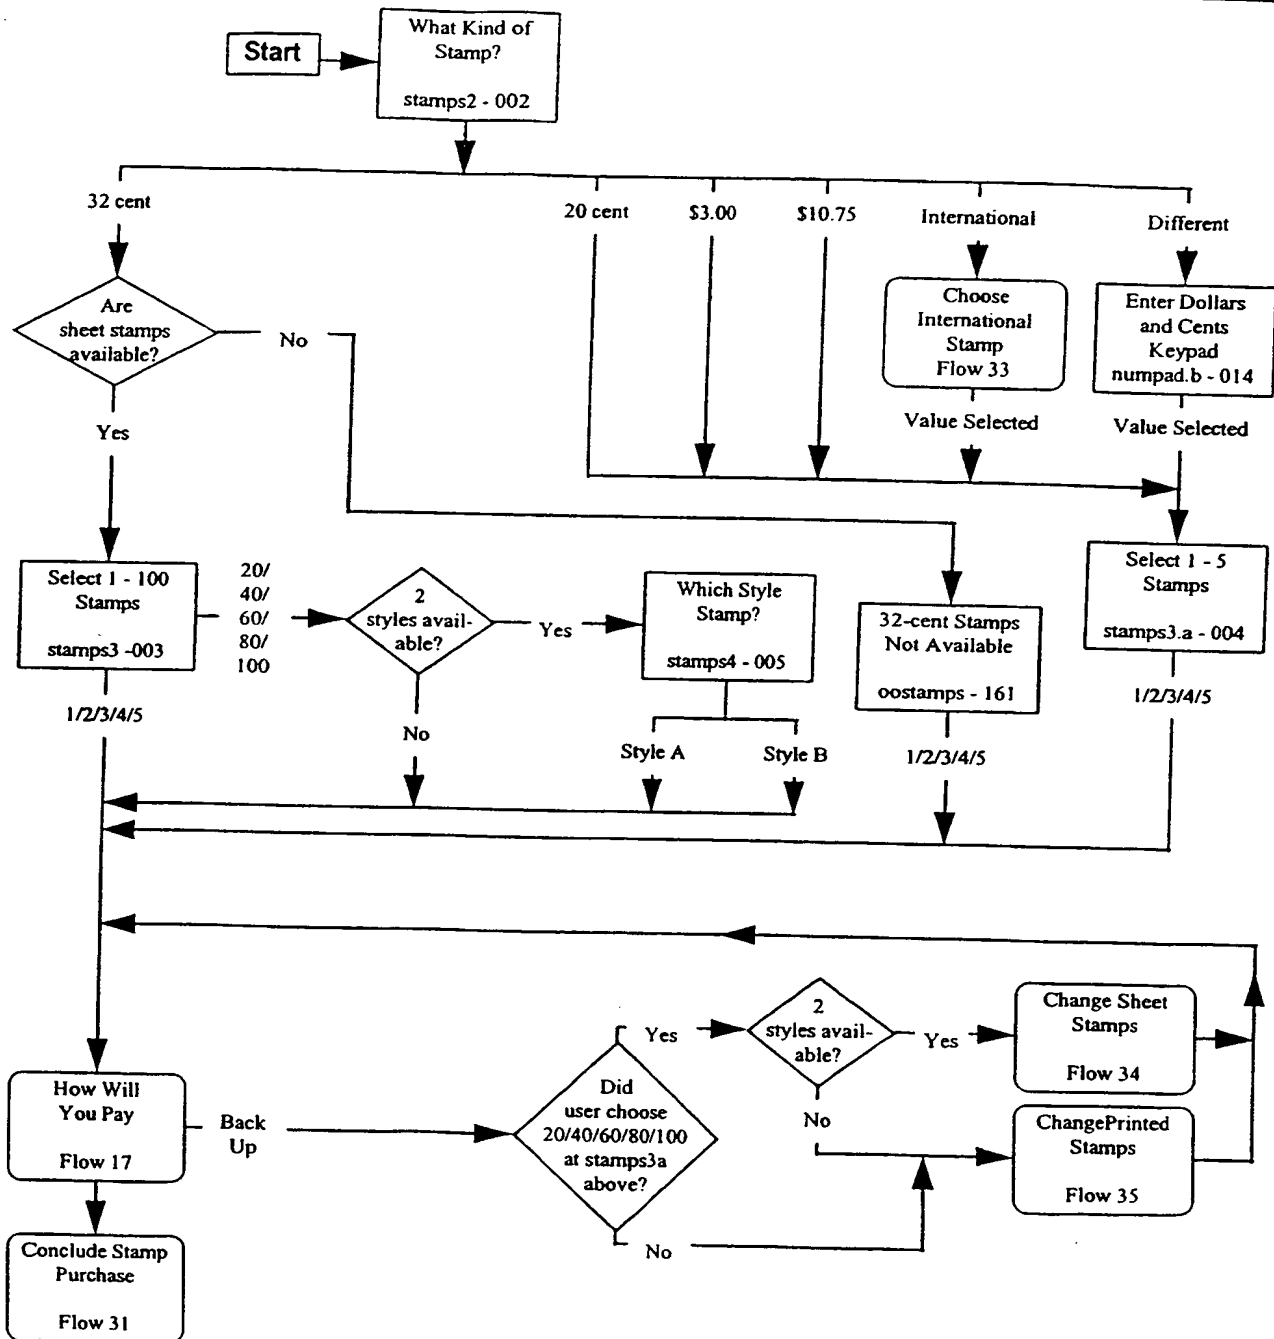 Start
What Kind of
Stamp?
stamps2 - 002
32 cent
20 cent
$3.00
$10.75
International
Different
Are
sheet stamps
available?
No
Yes
Choose
International
Stamp
Flow 33
Enter Dollars
and Cents
Keypad
numpad.b - 014
Value Selected
Value Selected
Select 1 - 100
Stamps
stamps3 -003
20/
40/
60/
80/
100
2
styles avail-
able?
Yes
Which Style
Stamp?
stamps4 - 005
32-cent Stamps
Not Available
oostamps - 161
Select 1 - 5
Stamps
stamps3.a - 004
1/2/3/4/5
No
Style A
Style B
1/2/3/4/5
1/2/3/4/5
How Will
You Pay
Flow 17
Back
Up
Did
user choose
20/40/60/80/100
at stamps3a
above?
Yes
No
2
styles avail-
able?
Yes
No
Change Sheet
Stamps
Flow 34
ChangePrinted
Stamps
Flow 35
Conclude Stamp
Purchase
Flow 31